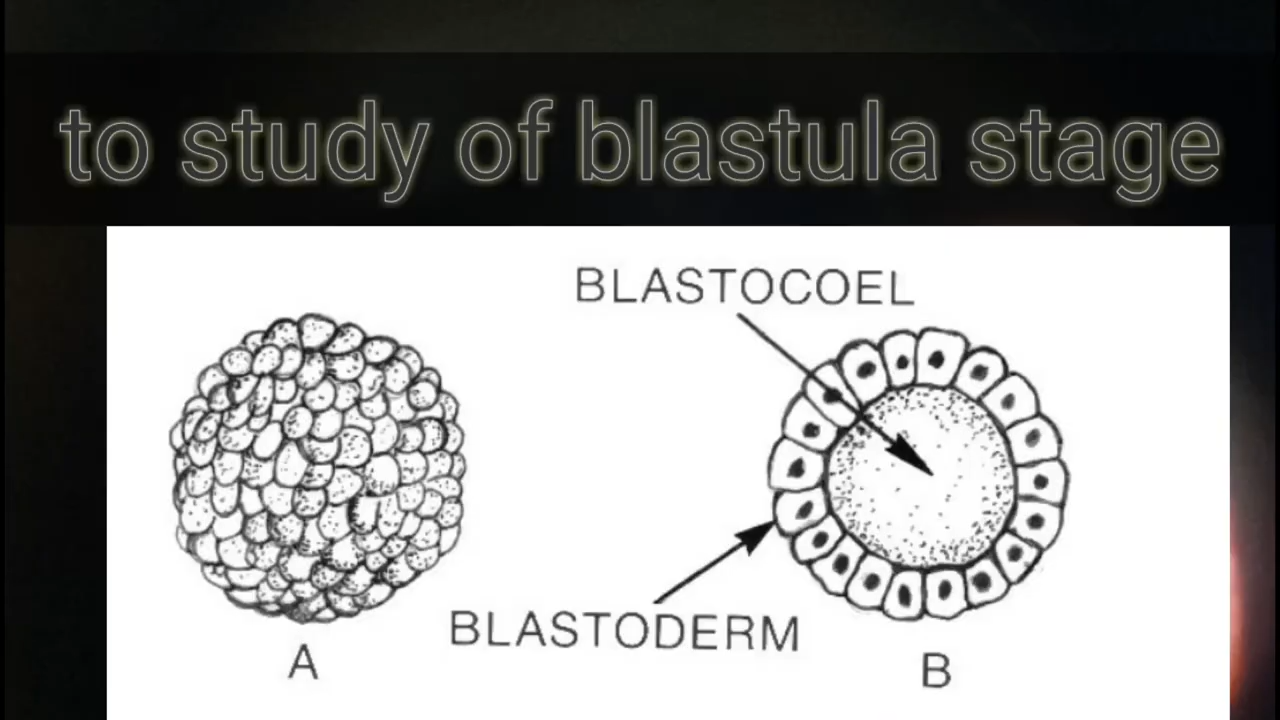 to study of blastula stage
BLASTOCOEL
BLASTODERM
A
B